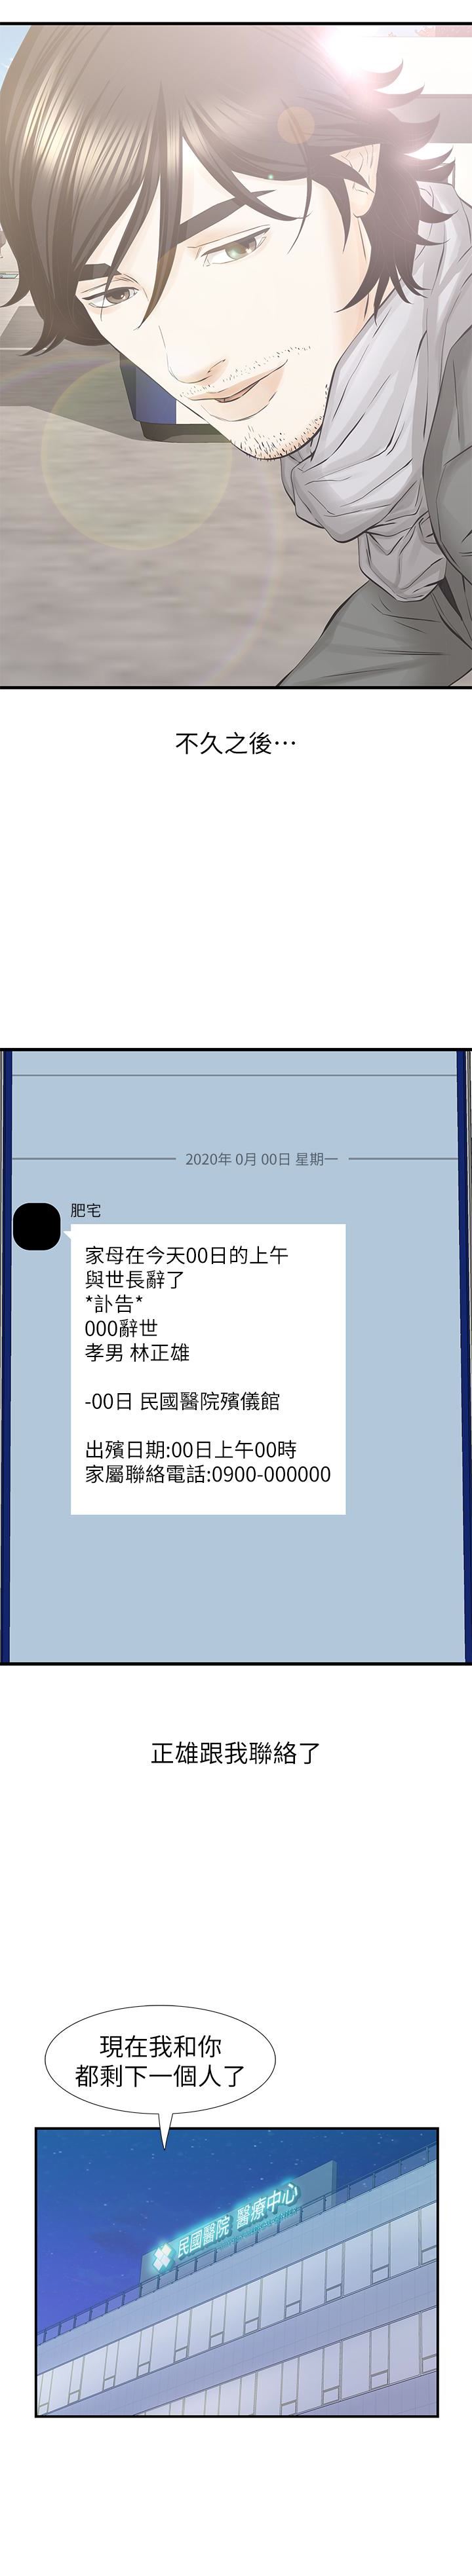 不久之後⋯
2020年 0月 00日 星期一
肥宅
家母在今天00日的上午
與世長辭了
*訃告*
000辭世
孝男 林正雄
-00日 民國醫院殯儀館
出殯日期:00日上午00時
家屬聯絡電話:0900-000000
正雄跟我聯絡了
現在我和你
都剩下一個人了
民國醫院 醫療中心